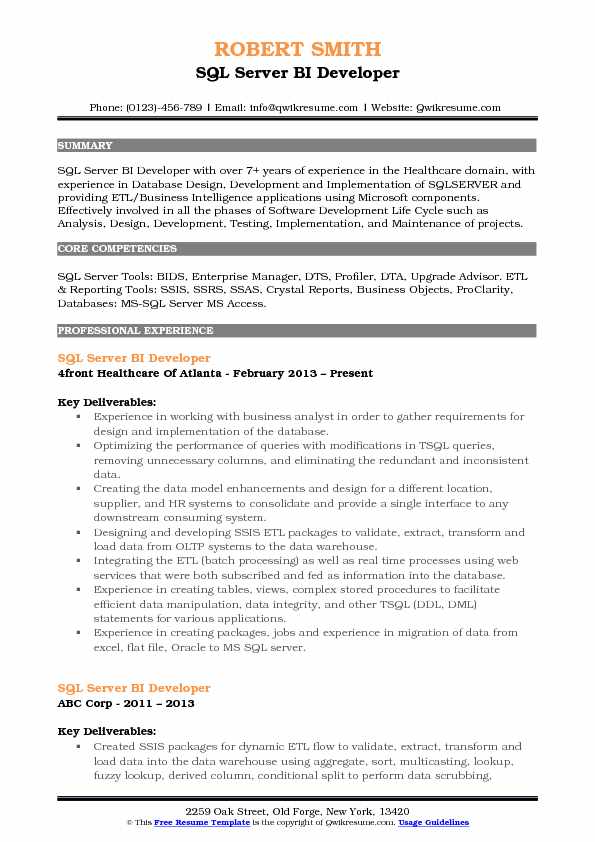 ROBERT SMITH
SQL Server BI Developer
Phone: (0123)-456-789 | Email: info@qwikresume.com | Website: Qwikresume.com
SUMMARY
SQL Server BI Developer with over 7+ years of experience in the Healthcare domain, with
experience in Database Design, Development and Implementation of SQLSERVER and
providing ETL/Business Intelligence applications using Microsoft components.
Effectively involved in all the phases of Software Development Life Cycle such as
Analysis, Design, Development, Testing, Implementation, and Maintenance of projects.
CORE COMPETENCIES
SQL Server Tools: BIDS, Enterprise Manager, DTS, Profiler, DTA, Upgrade Advisor. ETL
& Reporting Tools: SSIS, SSRS, SSAS, Crystal Reports, Business Objects, ProClarity,
Databases: MS-SQL Server MS Access.
PROFESSIONAL EXPERIENCE
SQL Server BI Developer
4front Healthcare Of Atlanta - February 2013 – Present
Key Deliverables:
▪ Experience in working with business analyst in order to gather requirements for
design and implementation of the database.
▪ Optimizing the performance of queries with modifications in TSQL queries,
removing unnecessary columns, and eliminating the redundant and inconsistent
data.
▪ Creating the data model enhancements and design for a different location,
supplier, and HR systems to consolidate and provide a single interface to any
downstream consuming system.
▪ Designing and developing SSIS ETL packages to validate, extract, transform and
load data from OLTP systems to the data warehouse.
▪ Integrating the ETL (batch processing) as well as real time processes using web
services that were both subscribed and fed as information into the database.
▪ Experience in creating tables, views, complex stored procedures to facilitate
efficient data manipulation, data integrity, and other TSQL (DDL, DML)
statements for various applications.
▪ Experience in creating packages, jobs and experience in migration of data from
excel, flat file, Oracle to MS SQL server.
SQL Server BI Developer
ABC Corp - 2011 – 2013
Key Deliverables:
▪ Created SSIS packages for dynamic ETL flow to validate, extract, transform and
load data into the data warehouse using aggregate, sort, multicasting, lookup,
fuzzy lookup, derived column, conditional split to perform data scrubbing,
2259 Oak Street, Old Forge, New York, 13420
© This Free Resume Template is the copyright of Qwikresume.com. Usage Guidelines